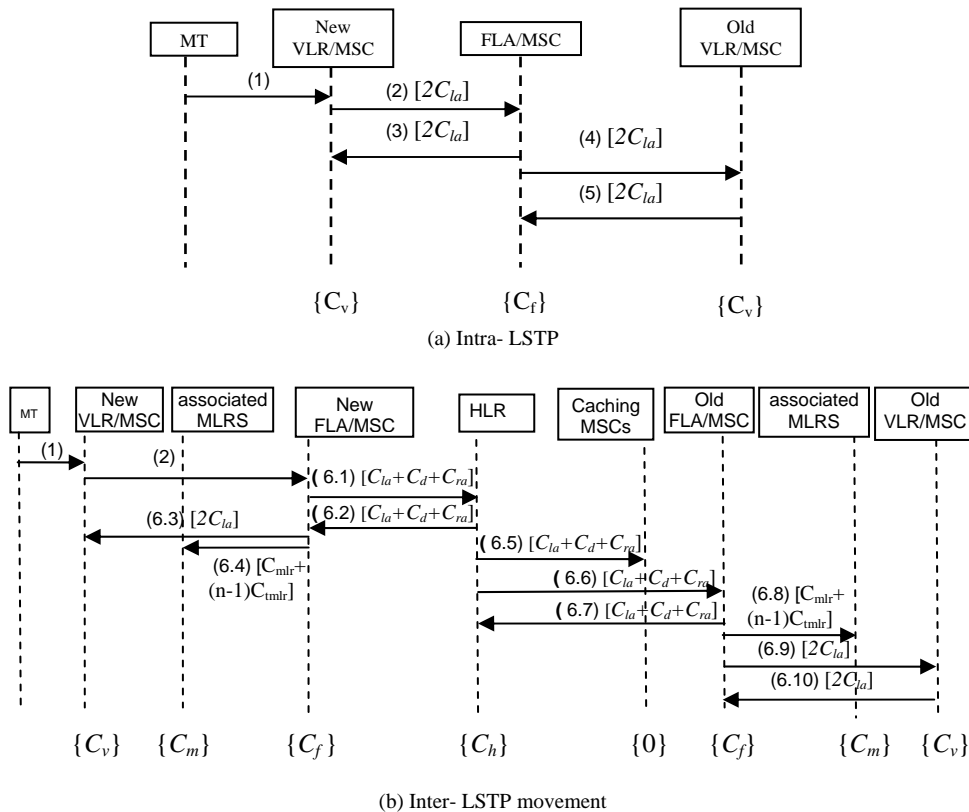 MT
New
VLR/MSC
FLA/MSC
Old
VLR/MSC
(1)
(2) [2C_la]
(3) [2C_la]
(4) [2C_la]
(5) [2C_la]
{C_v}
{C_f}
{C_v}
(a) Intra- LSTP
MT
New
VLR/MSC
associated
MLRS
New
FLA/MSC
HLR
Caching
MSCs
Old
FLA/MSC
associated
MLRS
Old
VLR/MSC
(1)
(2)
(6.1) [C_la+C_d+C_ra]
(6.2) [C_la+C_d+C_ra]
(6.3) [2C_la]
(6.4) [C_mlr+
(n-1)C_tmlr]
(6.5) [C_la+C_d+C_ra]
(6.6) [C_la+C_d+C_ra]
(6.7) [C_la+C_d+C_ra]
(6.8) [C_mlr+
(n-1)C_tmlr]
(6.9) [2C_la]
(6.10) [2C_la]
{C_v}
{C_m}
{C_f}
{C_h}
{0}
{C_f}
{C_m}
{C_v}
(b) Inter- LSTP movement